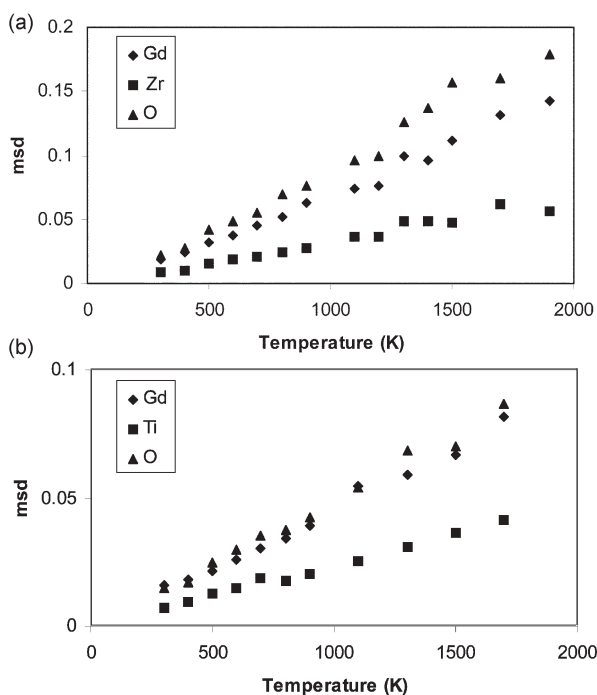 (a)
0.2
0.15
0.1
0.05
0
msd
Gd
Zr
O
0 500 1000 1500 2000
Temperature (K)
(b)
0.1
0.05
0
msd
Gd
Ti
O
0 500 1000 1500 2000
Temperature (K)